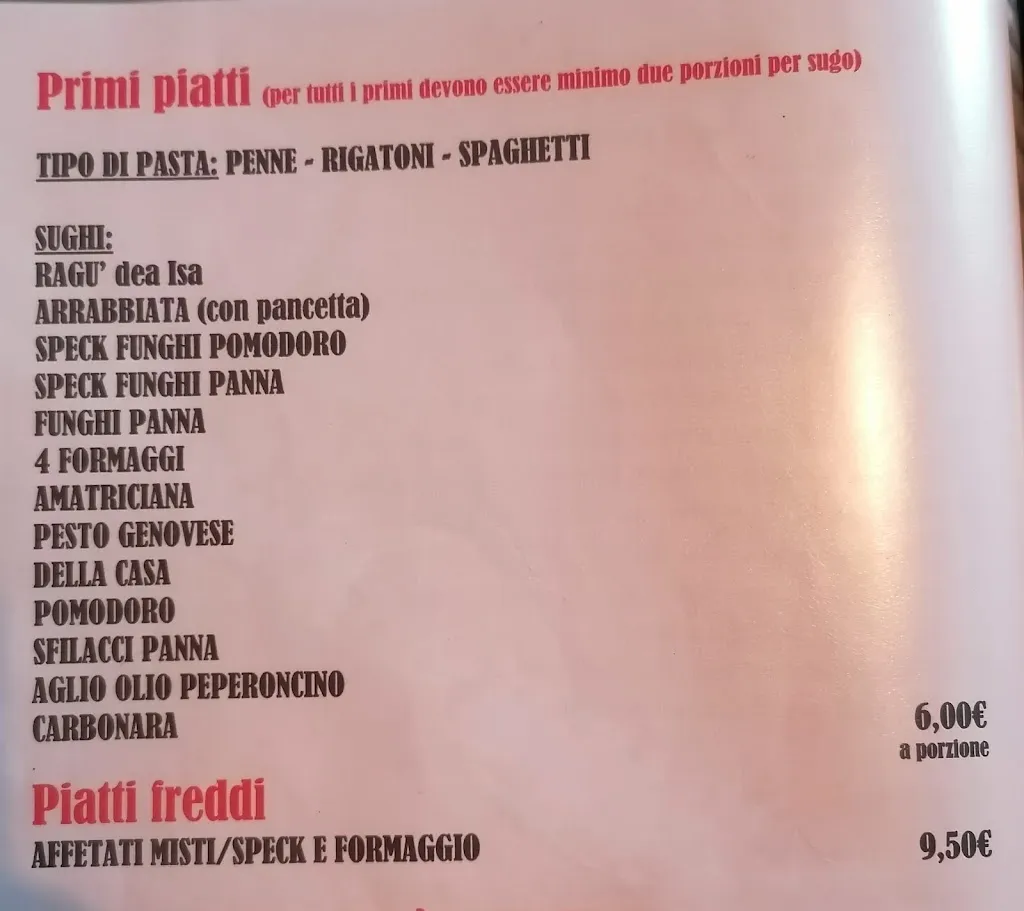 Primi piatti (per tutti i primi devono essere minimo due porzioni per sugo)
TIPO DI PASTA: PENNE - RIGATONI - SPAGHETTI
SUGHI:
RAGU' dea Isa
ARRABBIATA (con pancetta)
SPECK FUNGHI POMODORO
SPECK FUNGHI PANNA
FUNGHI PANNA
4 FORMAGGI
AMATRICIANA
PESTO GENOVESE
DELLA CASA
POMODORO
SFILACCI PANNA
AGLIO OLIO PEPERONCINO
CARBONARA 6,00€
a porzione
Piatti freddi
AFFETATI MISTI/SPECK E FORMAGGIO 9,50€